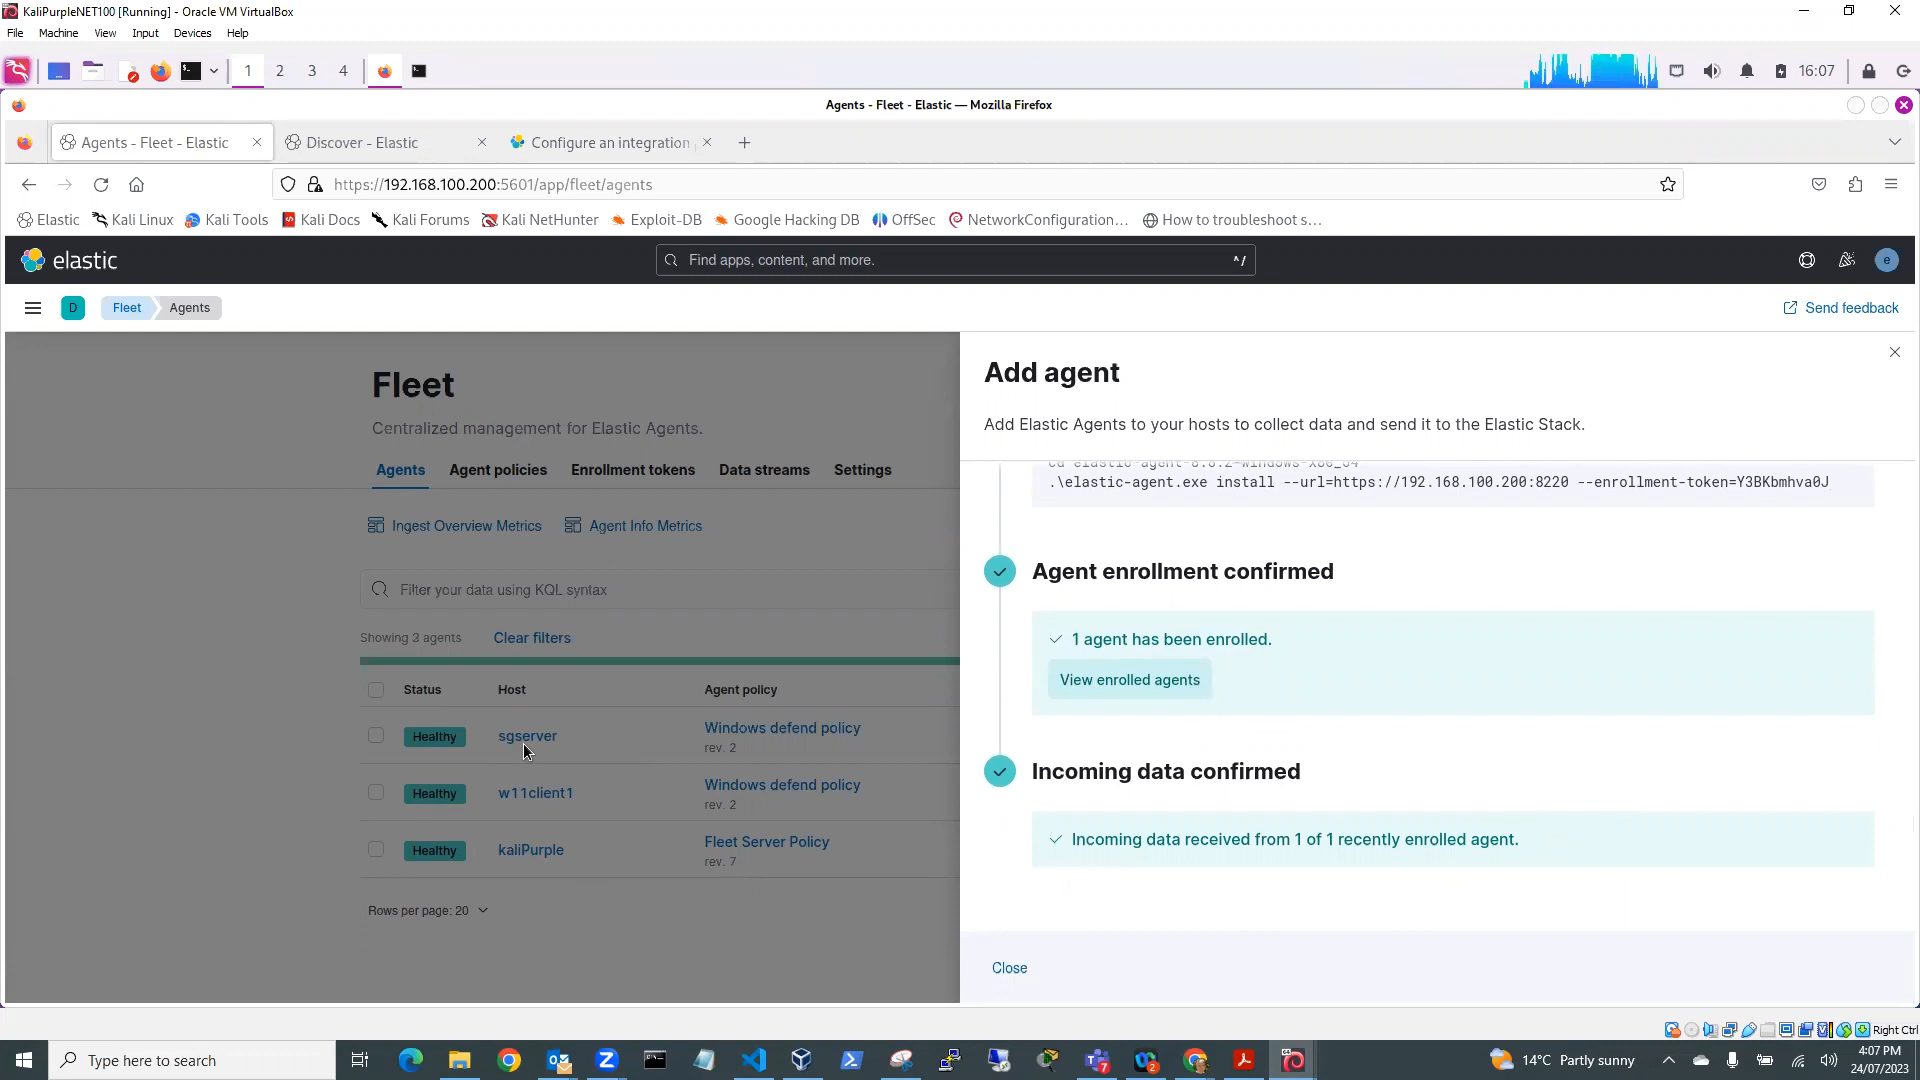 KaliPurpleNET100 [Running] - Oracle VM VirtualBox
File Machine View Input Devices Help
1 2 3 4 16:07
Agents - Fleet - Elastic — Mozilla Firefox
Agents - Fleet - Elastic Discover - Elastic Configure an integration
https://192.168.100.200:5601/app/fleet/agents
Elastic Kali Linux Kali Tools Kali Docs Kali Forums Kali NetHunter Exploit-DB Google Hacking DB OffSec NetworkConfiguration... How to troubleshoot s...
elastic Find apps, content, and more. ^/ e
D Fleet Agents Send feedback
Fleet
Centralized management for Elastic Agents.
Agents Agent policies Enrollment tokens Data streams Settings
Ingest Overview Metrics Agent Info Metrics
Filter your data using KQL syntax
Showing 3 agents Clear filters
Status Host Agent policy
Healthy sgserver Windows defend policy
rev. 2
Healthy w11client1 Windows defend policy
rev. 2
Healthy kaliPurple Fleet Server Policy
rev. 7
Rows per page: 20
Add agent
Add Elastic Agents to your hosts to collect data and send it to the Elastic Stack.
.\elastic-agent.exe install --url=https://192.168.100.200:8220 --enrollment-token=Y3BKbmhva0J
Agent enrollment confirmed
1 agent has been enrolled.
View enrolled agents
Incoming data confirmed
Incoming data received from 1 of 1 recently enrolled agent.
Close
Right Ctrl
Type here to search 7 2 14°C Partly sunny 4:07 PM
24/07/2023